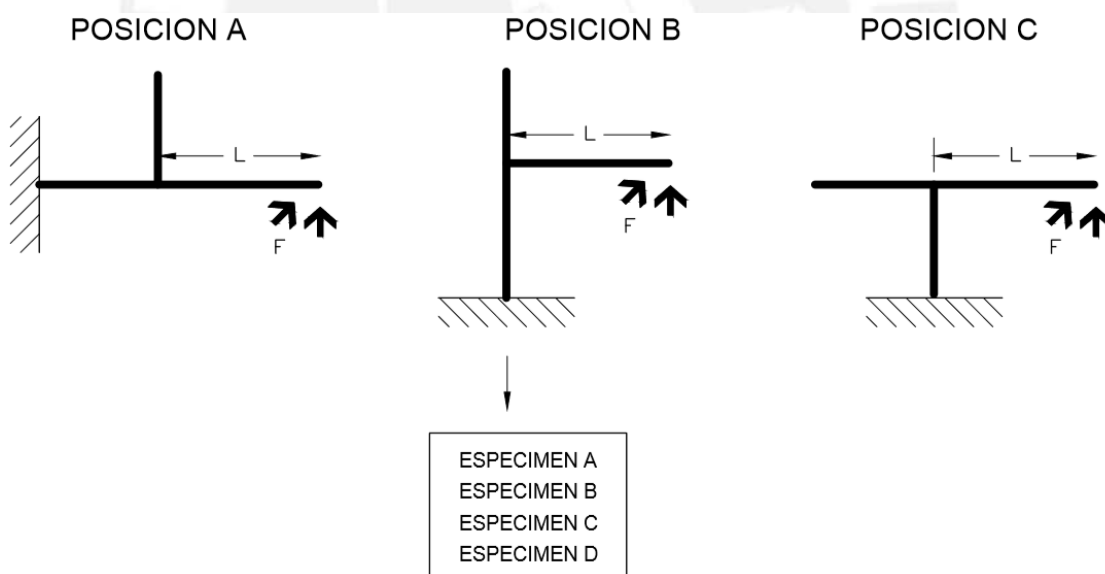 POSICION A
POSICION B
POSICION C
L
L
L
F
F
F
ESPECIMEN A
ESPECIMEN B
ESPECIMEN C
ESPECIMEN D